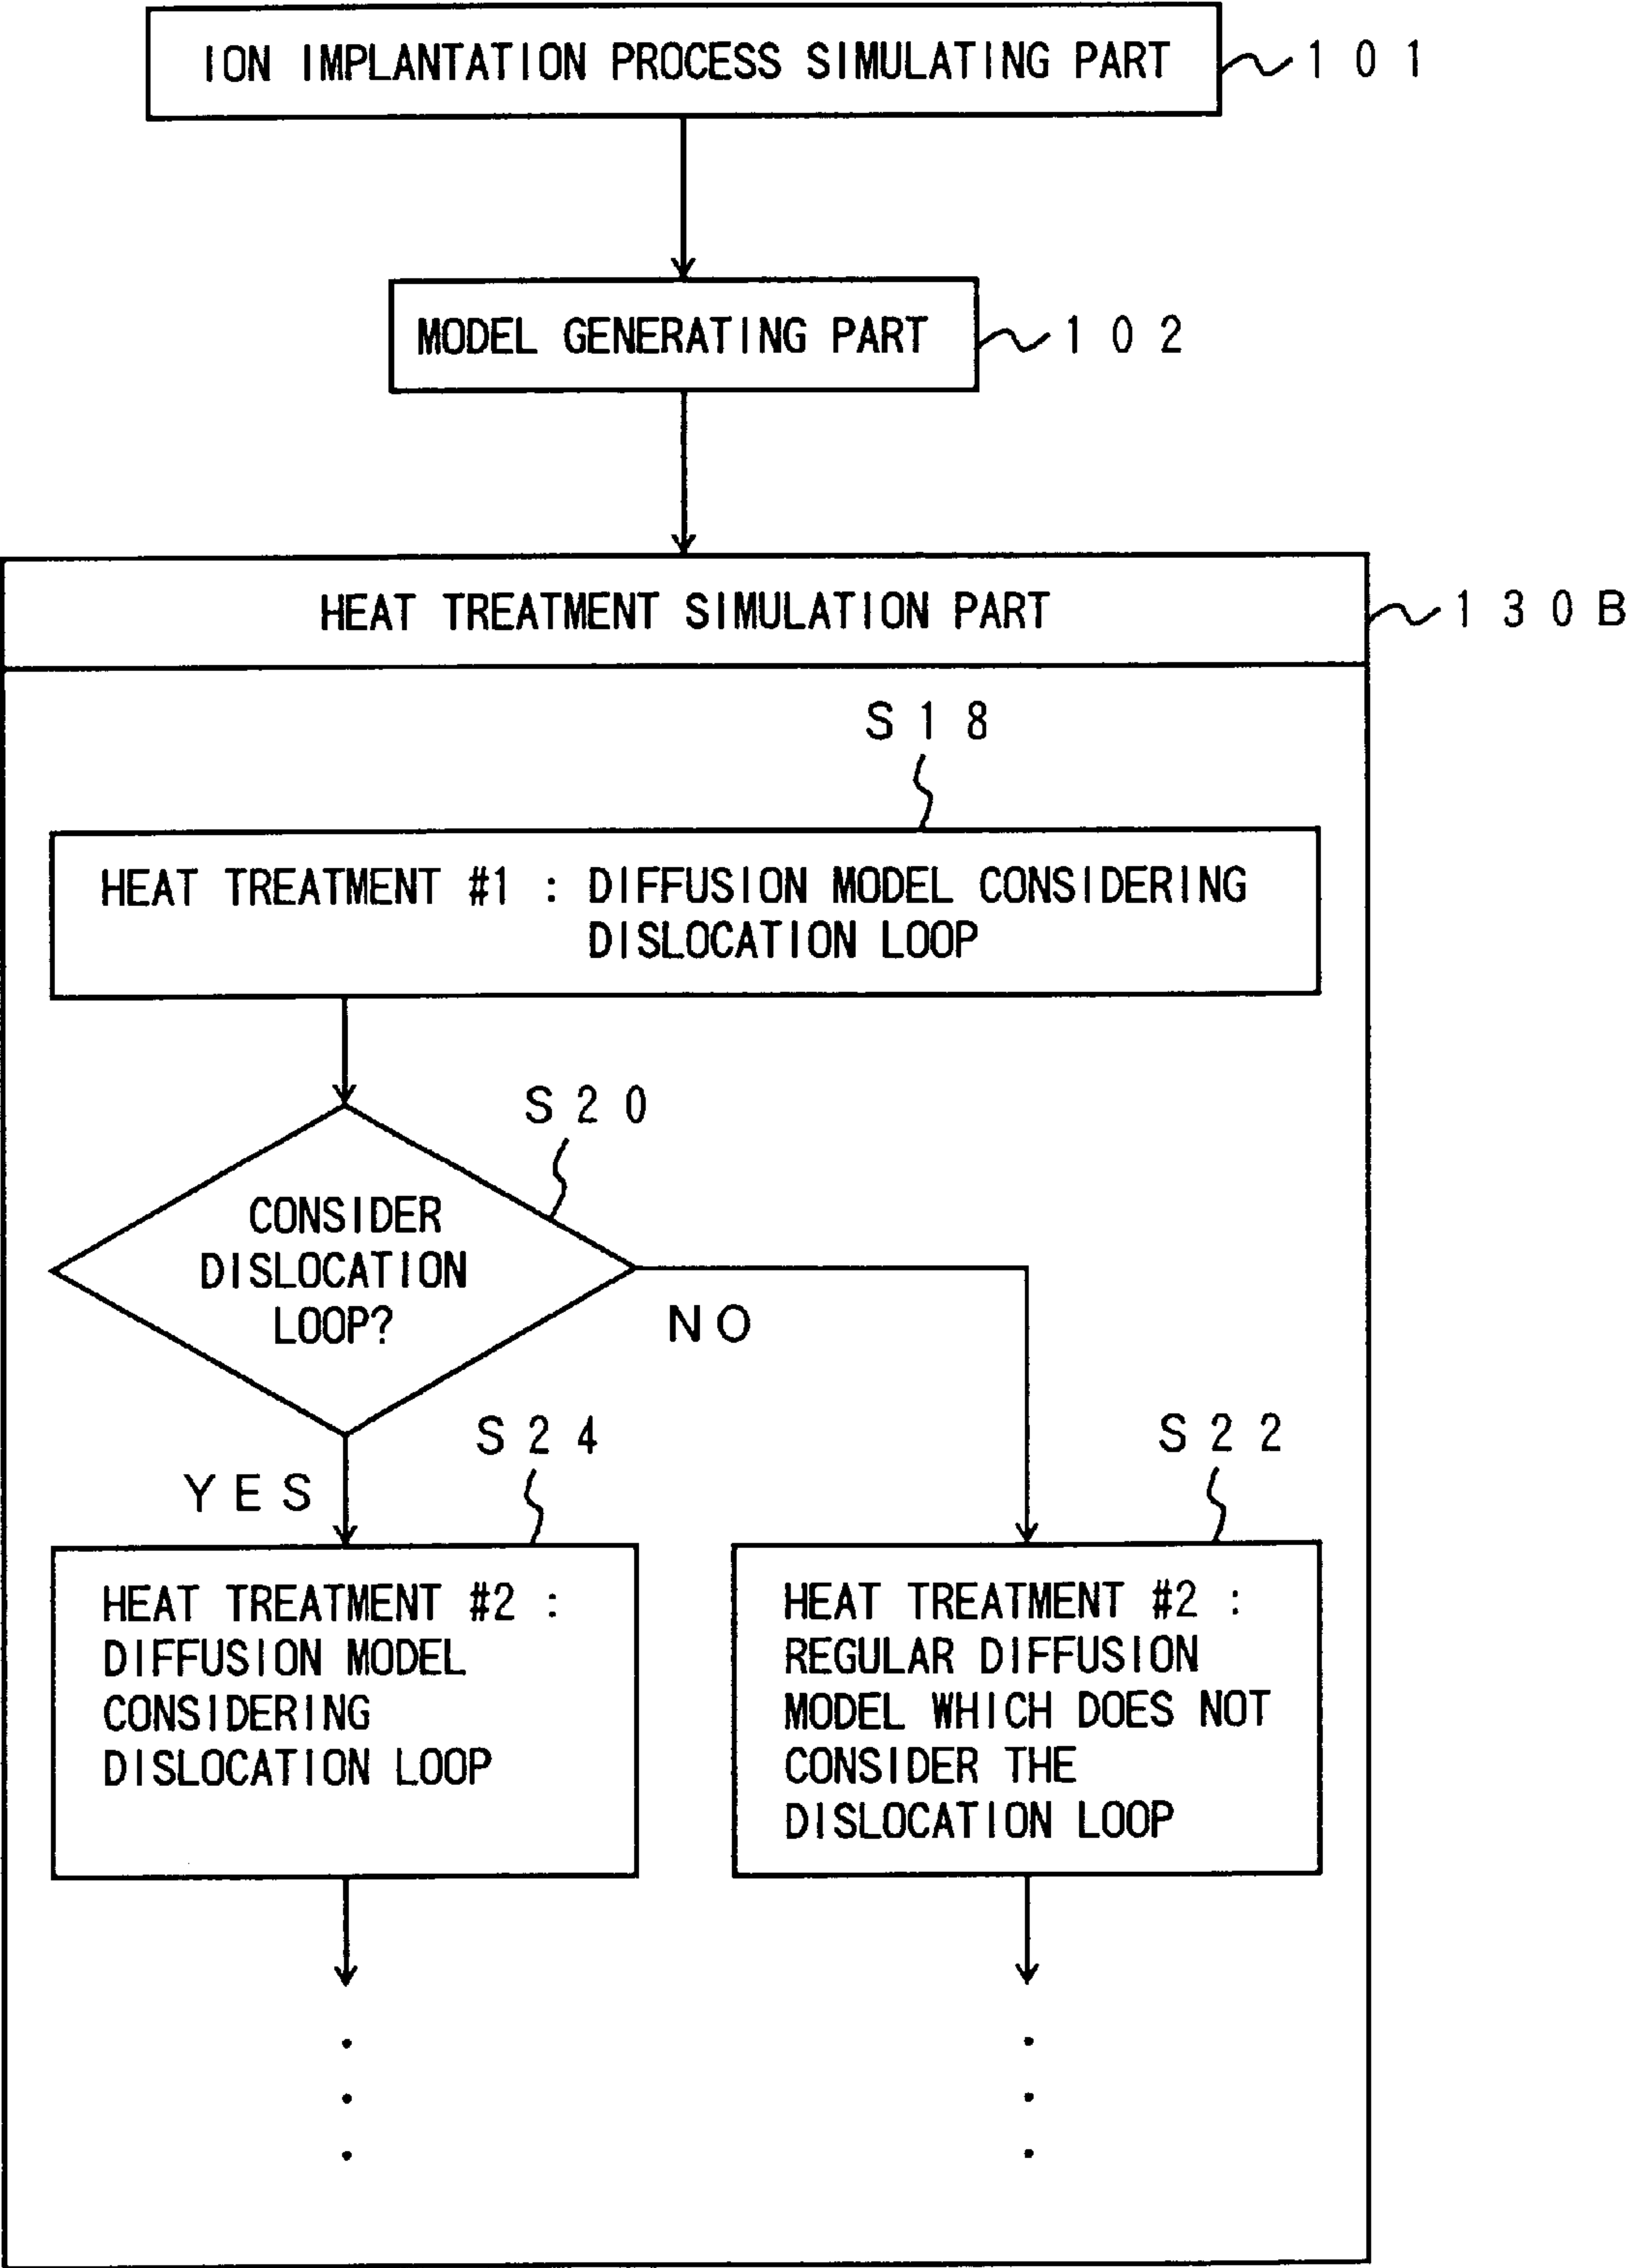 ION IMPLANTATION PROCESS SIMULATING PART
101
MODEL GENERATING PART
102
HEAT TREATMENT SIMULATION PART
130B
S18
HEAT TREATMENT #1 : DIFFUSION MODEL CONSIDERING
DISLOCATION LOOP
S20
CONSIDER
DISLOCATION
LOOP?
NO
YES
S24
S22
HEAT TREATMENT #2 :
DIFFUSION MODEL
CONSIDERING
DISLOCATION LOOP
HEAT TREATMENT #2 :
REGULAR DIFFUSION
MODEL WHICH DOES NOT
CONSIDER THE
DISLOCATION LOOP